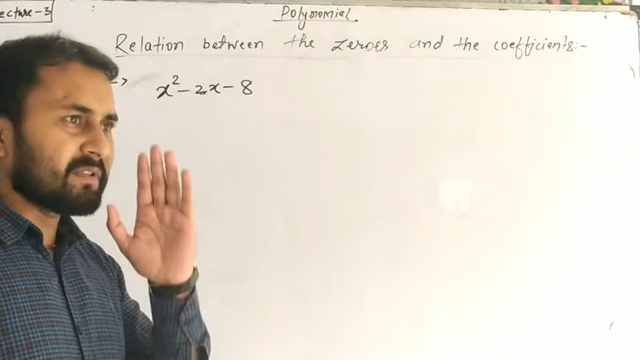 Lecture-3
Polynomial
Relation between the zeroes and the coefficients:-
→ x² - 2x - 8